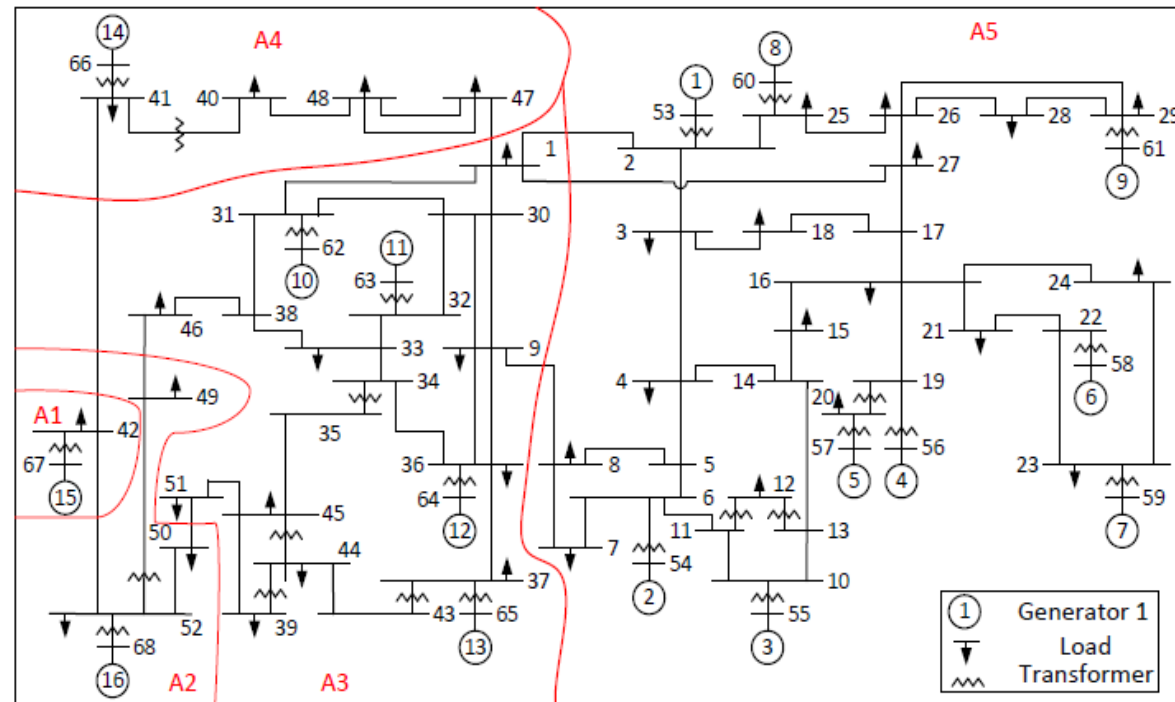 14 A4 8 A5
66 1 60
41 40 48 47 53 25 26 28 29
61
1 2 27 9
31 30 3 18 17
62 11
10 63 32 16 24
46 38 15 21 22
33 9 58
34 4 14 20 19 6
49
A1 35
42 57 56
67 36 8 5 23
15 51 64 6 12 5 4 59
45 12 11 13 7
50 44 7 54
37 10
43 65 2 55
52 39 1 Generator 1
68 13 3 Load
16 A2 A3 Transformer